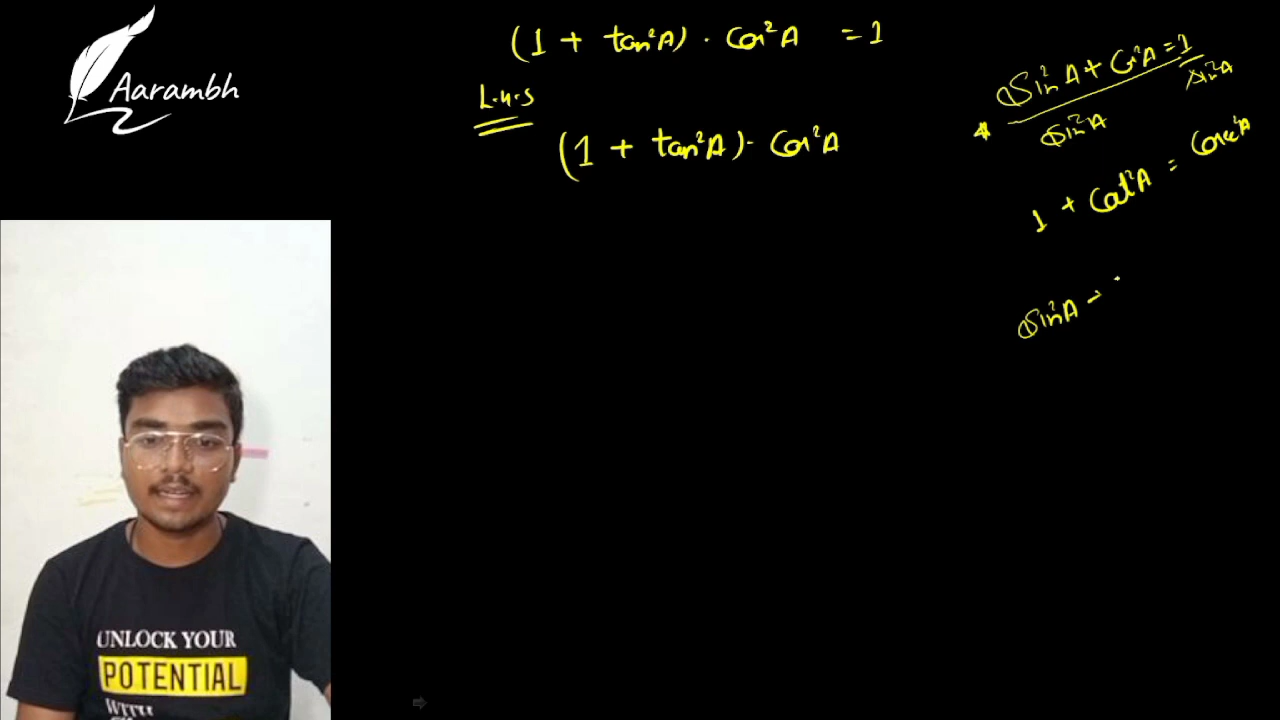 Aarambh
(1 + tan²A) · Cos²A = 1
L.H.S
(1 + tan²A) · Cos²A
Sin²A + Cos²A = 1
Sin²A Sin²A
1 + Cot²A = Cosec²A
Sin²A -
UNLOCK YOUR
POTENTIAL
WITH